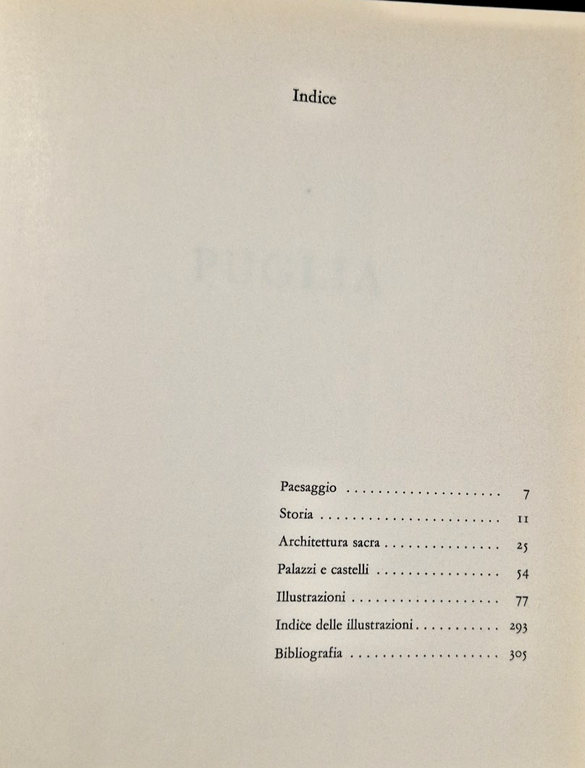 Indice
PUGLIA
Paesaggio . . . . . . . . . . . . . . . . . . . . 7
Storia . . . . . . . . . . . . . . . . . . . . . . . 11
Architettura sacra . . . . . . . . . . . . . . . 25
Palazzi e castelli . . . . . . . . . . . . . . . . 54
Illustrazioni . . . . . . . . . . . . . . . . . . . 77
Indice delle illustrazioni . . . . . . . . . . . 293
Bibliografia . . . . . . . . . . . . . . . . . . . 305